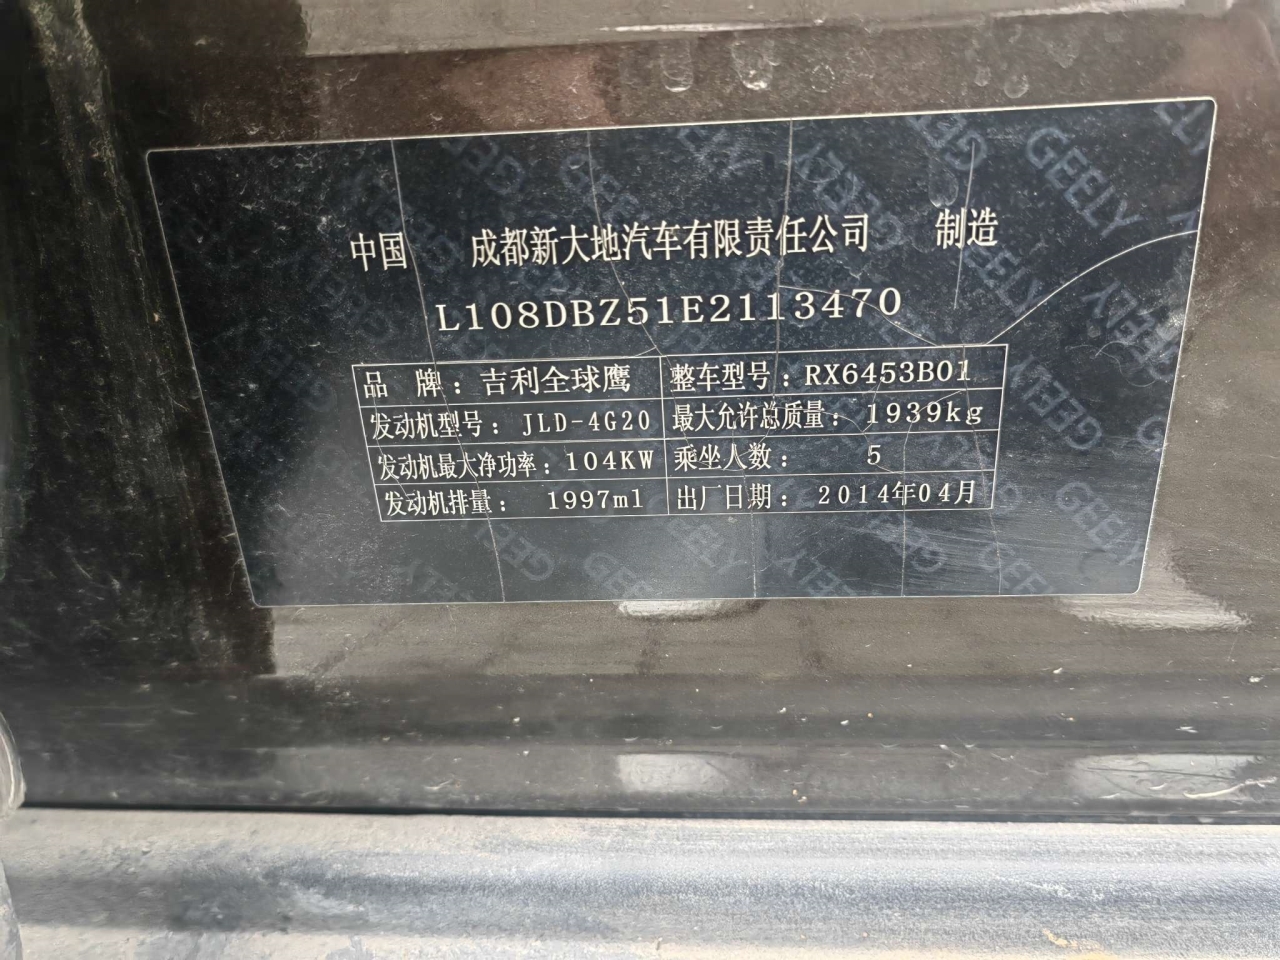 中国 成都新大地汽车有限责任公司 制造
L108DBZ51E2113470
品 牌：吉利全球鹰 整车型号：RX6453B01
发动机型号：JLD-4G20 最大允许总质量：1939kg
发动机最大净功率：104KW 乘坐人数： 5
发动机排量： 1997ml 出厂日期： 2014年04月
GEELY